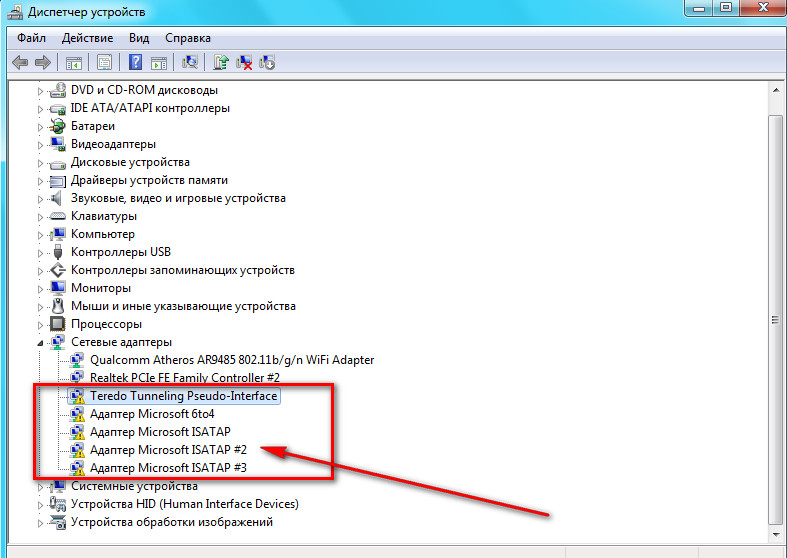 Диспетчер устройств
Файл Действие Вид Справка
DVD и CD-ROM дисководы
IDE ATA/ATAPI контроллеры
Батареи
Видеоадаптеры
Дисковые устройства
Драйверы устройств памяти
Звуковые, видео и игровые устройства
Клавиатуры
Компьютер
Контроллеры USB
Контроллеры запоминающих устройств
Мониторы
Мыши и иные указывающие устройства
Процессоры
Сетевые адаптеры
Qualcomm Atheros AR9485 802.11b/g/n WiFi Adapter
Realtek PCIe FE Family Controller #2
Teredo Tunneling Pseudo-Interface
Адаптер Microsoft 6to4
Адаптер Microsoft ISATAP
Адаптер Microsoft ISATAP #2
Адаптер Microsoft ISATAP #3
Системные устройства
Устройства HID (Human Interface Devices)
Устройства обработки изображений